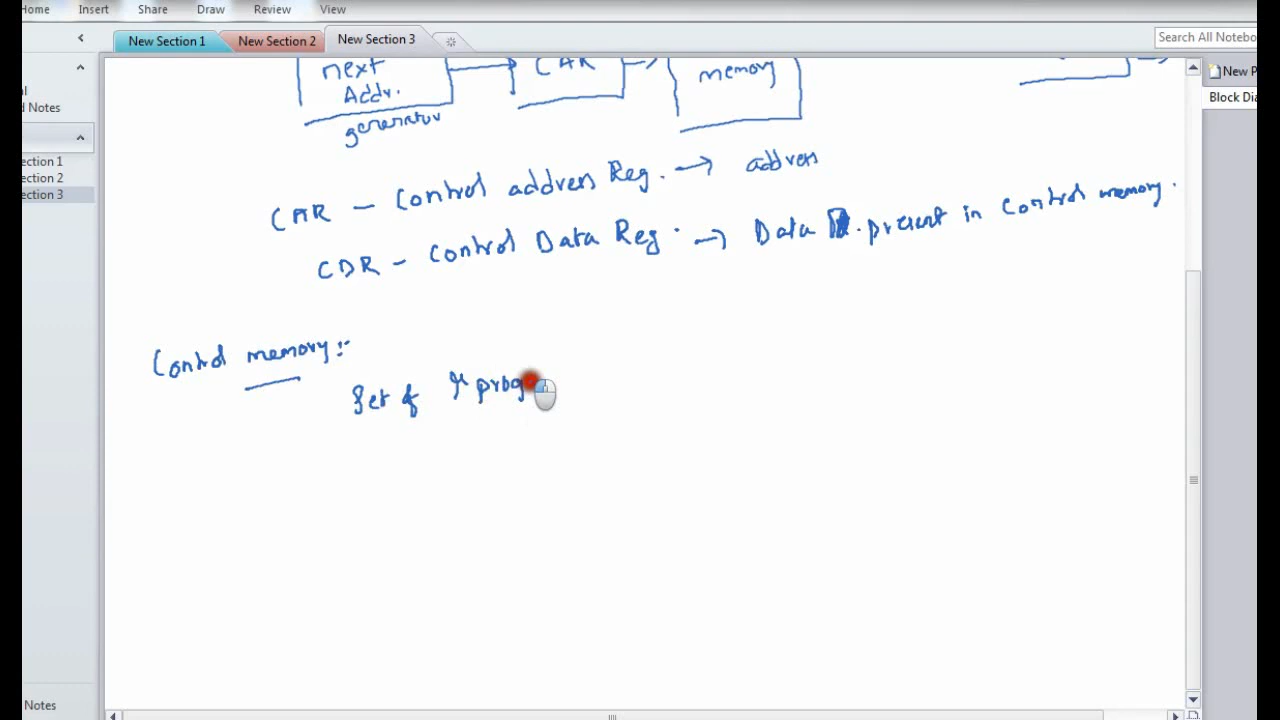 Home Insert Share Draw Review View
New Section 1 New Section 2 New Section 3
Search All Notebo
New P
Block Dia
d Notes
ection 1
ection 2
ection 3
next
Addr.
generator
CAR
memory
CAR - Control address Reg. → address
CDR - Control Data Reg. → Data . present in control memory.
Control memory:-
Set of μ prog
Notes